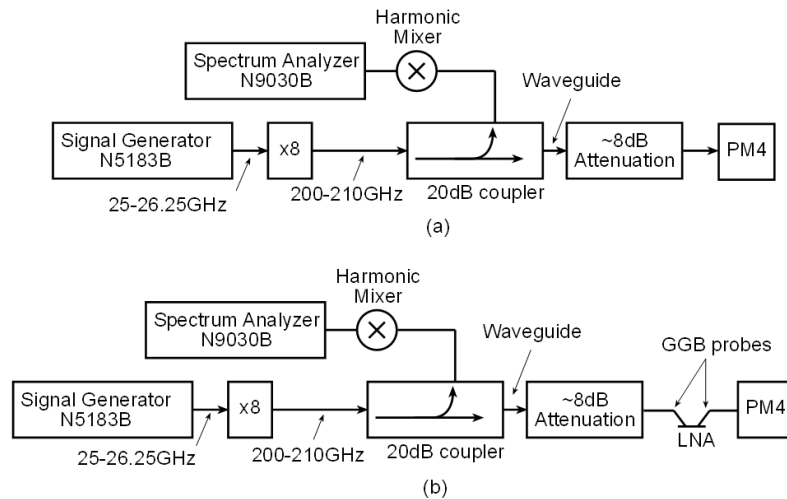 Harmonic
Mixer
Spectrum Analyzer
N9030B
Waveguide
Signal Generator
N5183B
x8
~8dB
Attenuation
PM4
25-26.25GHz
200-210GHz
20dB coupler
(a)
Harmonic
Mixer
Spectrum Analyzer
N9030B
Waveguide
GGB probes
Signal Generator
N5183B
x8
~8dB
Attenuation
PM4
LNA
25-26.25GHz
200-210GHz
20dB coupler
(b)